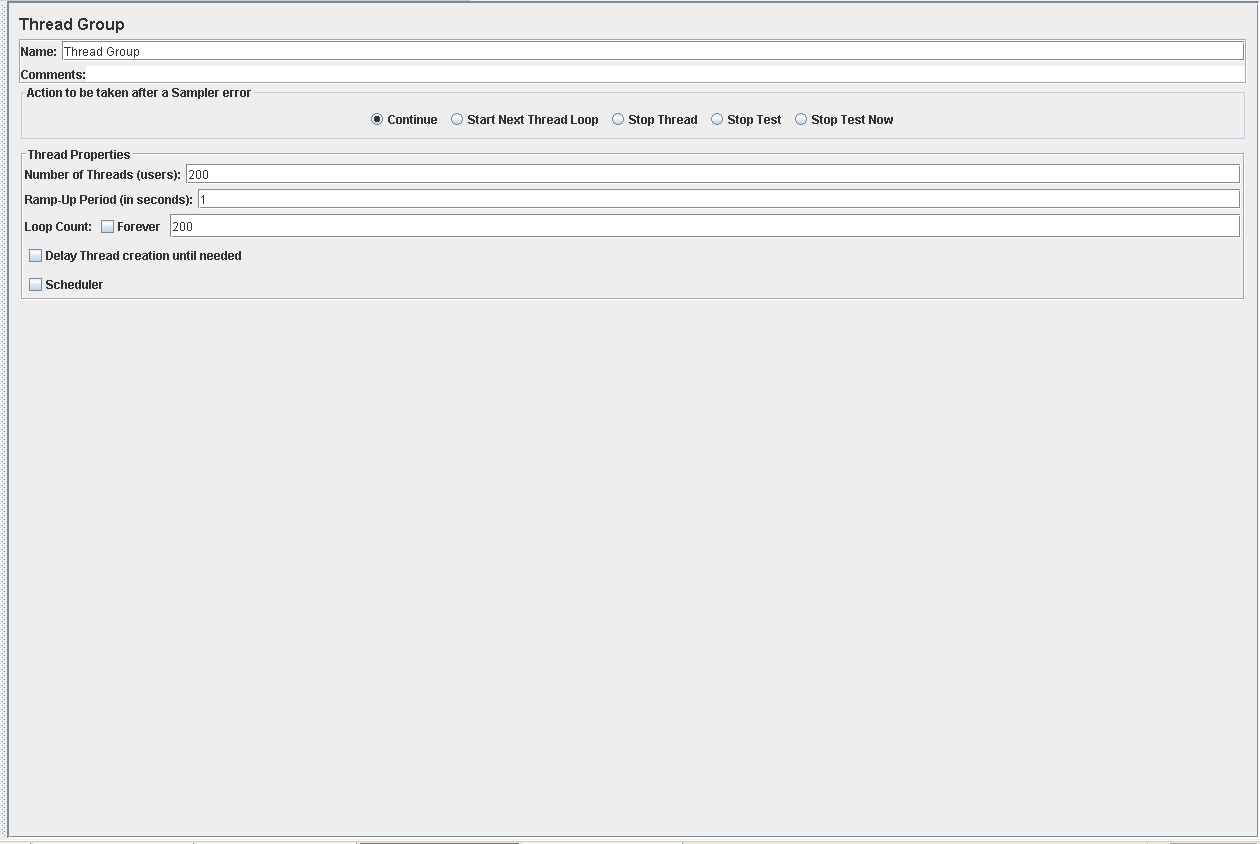 Thread Group
Name: Thread Group
Comments:
Action to be taken after a Sampler error
Continue Start Next Thread Loop Stop Thread Stop Test Stop Test Now
Thread Properties
Number of Threads (users): 200
Ramp-Up Period (in seconds): 1
Loop Count: Forever 200
Delay Thread creation until needed
Scheduler